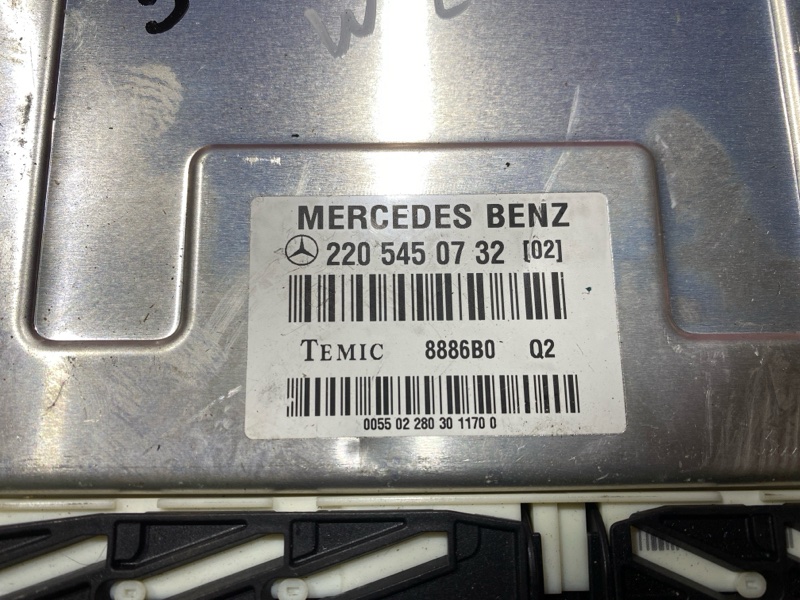 MERCEDES BENZ
220 545 07 32 [02]
TEMIC 8886B0 Q2
0055 02 280 30 1170 0